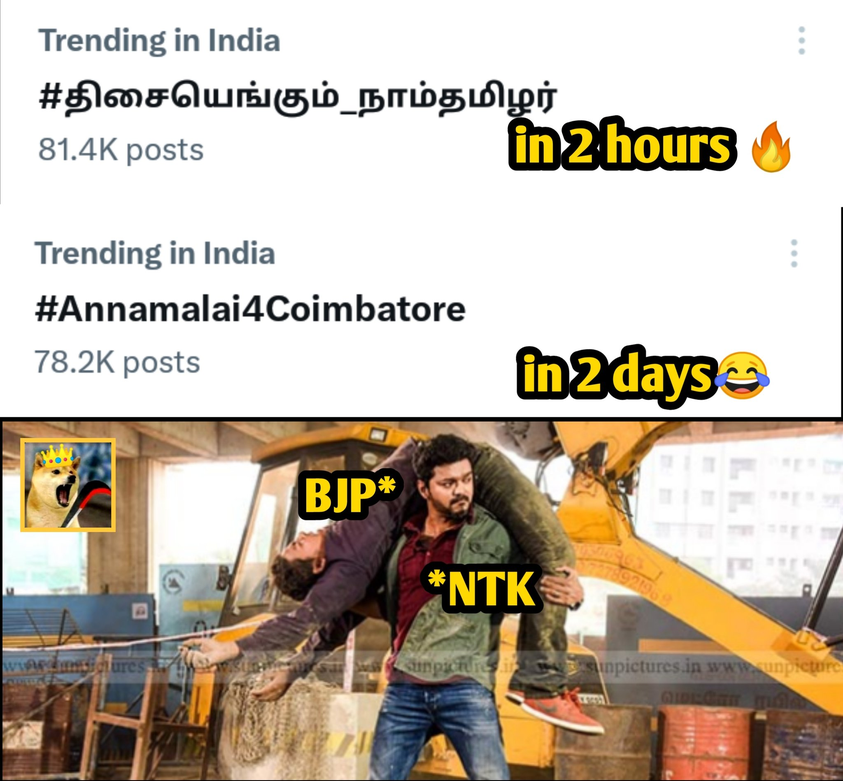 Trending in India
#திசையெங்கும்_நாம்தமிழர்
81.4K posts
in 2 hours 🔥
Trending in India
#Annamalai4Coimbatore
78.2K posts
in 2 days😂
BJP*
*NTK
www.sunpictures.in www.sunpictures.in www.sunpictures.in www.sunpictures.in www.sunpicture